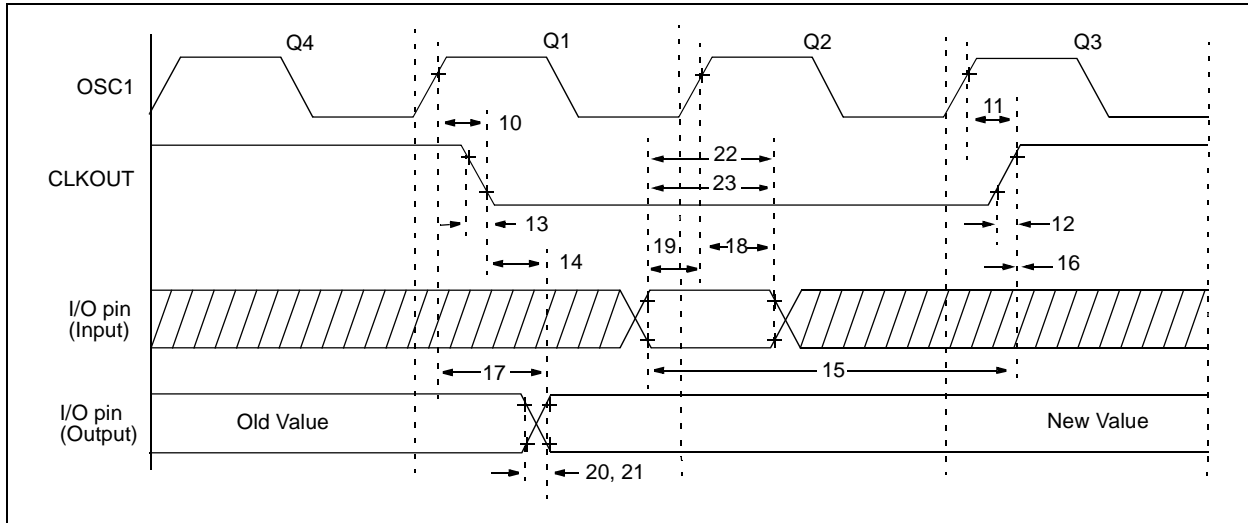 Q4 Q1 Q2 Q3
OSC1
10 11
22
CLKOUT
23
13 12
19 18
14 16
I/O pin
(Input)
17 15
I/O pin
(Output)
Old Value New Value
20, 21